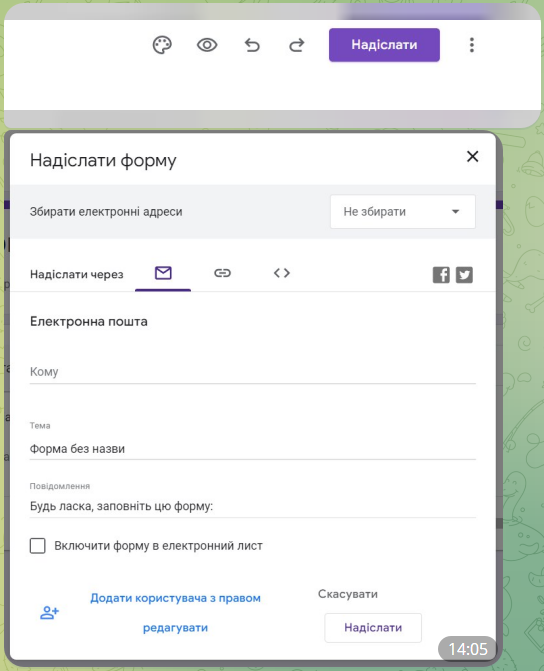 Надіслати
Надіслати форму
Збирати електронні адреси
Не збирати
Надіслати через
Електронна пошта
Кому
Тема
Форма без назви
Повідомлення
Будь ласка, заповніть цю форму:
Включити форму в електронний лист
Додати користувача з правом
редагувати
Скасувати
Надіслати
14:05